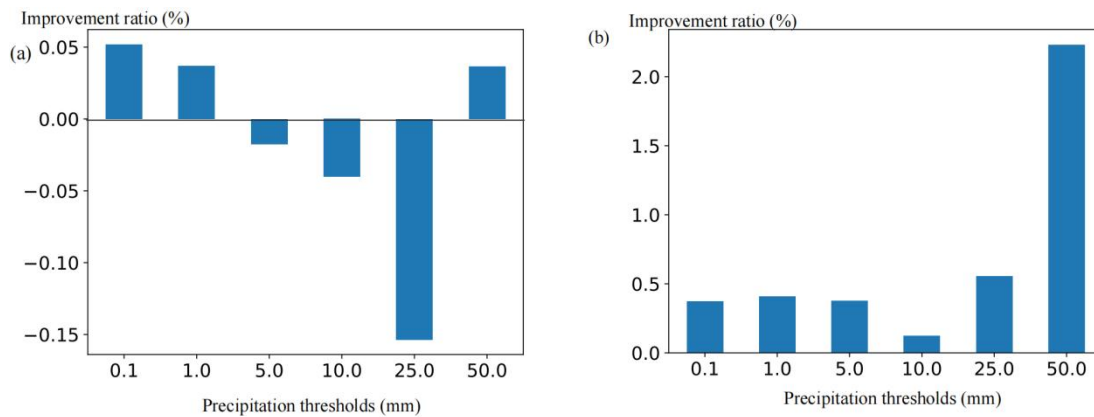 Improvement ratio (%)
(a)
0.05
0.00
−0.05
−0.10
−0.15
0.1 1.0 5.0 10.0 25.0 50.0
Precipitation thresholds (mm)
Improvement ratio (%)
(b)
2.0
1.5
1.0
0.5
0.0
0.1 1.0 5.0 10.0 25.0 50.0
Precipitation thresholds (mm)